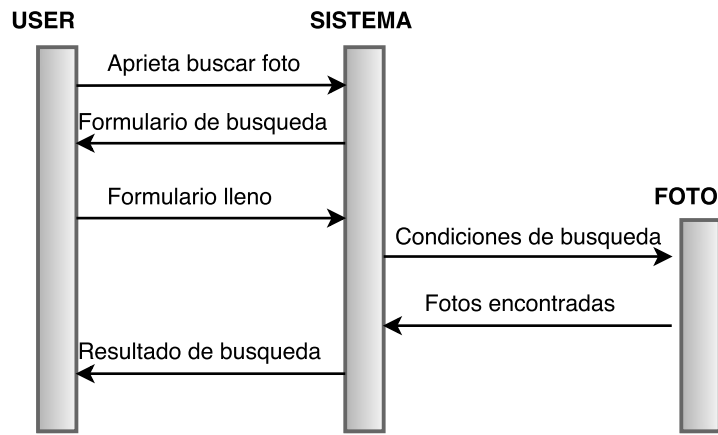 USER
SISTEMA
Aprieta buscar foto
Formulario de busqueda
Formulario lleno
FOTO
Condiciones de busqueda
Fotos encontradas
Resultado de busqueda